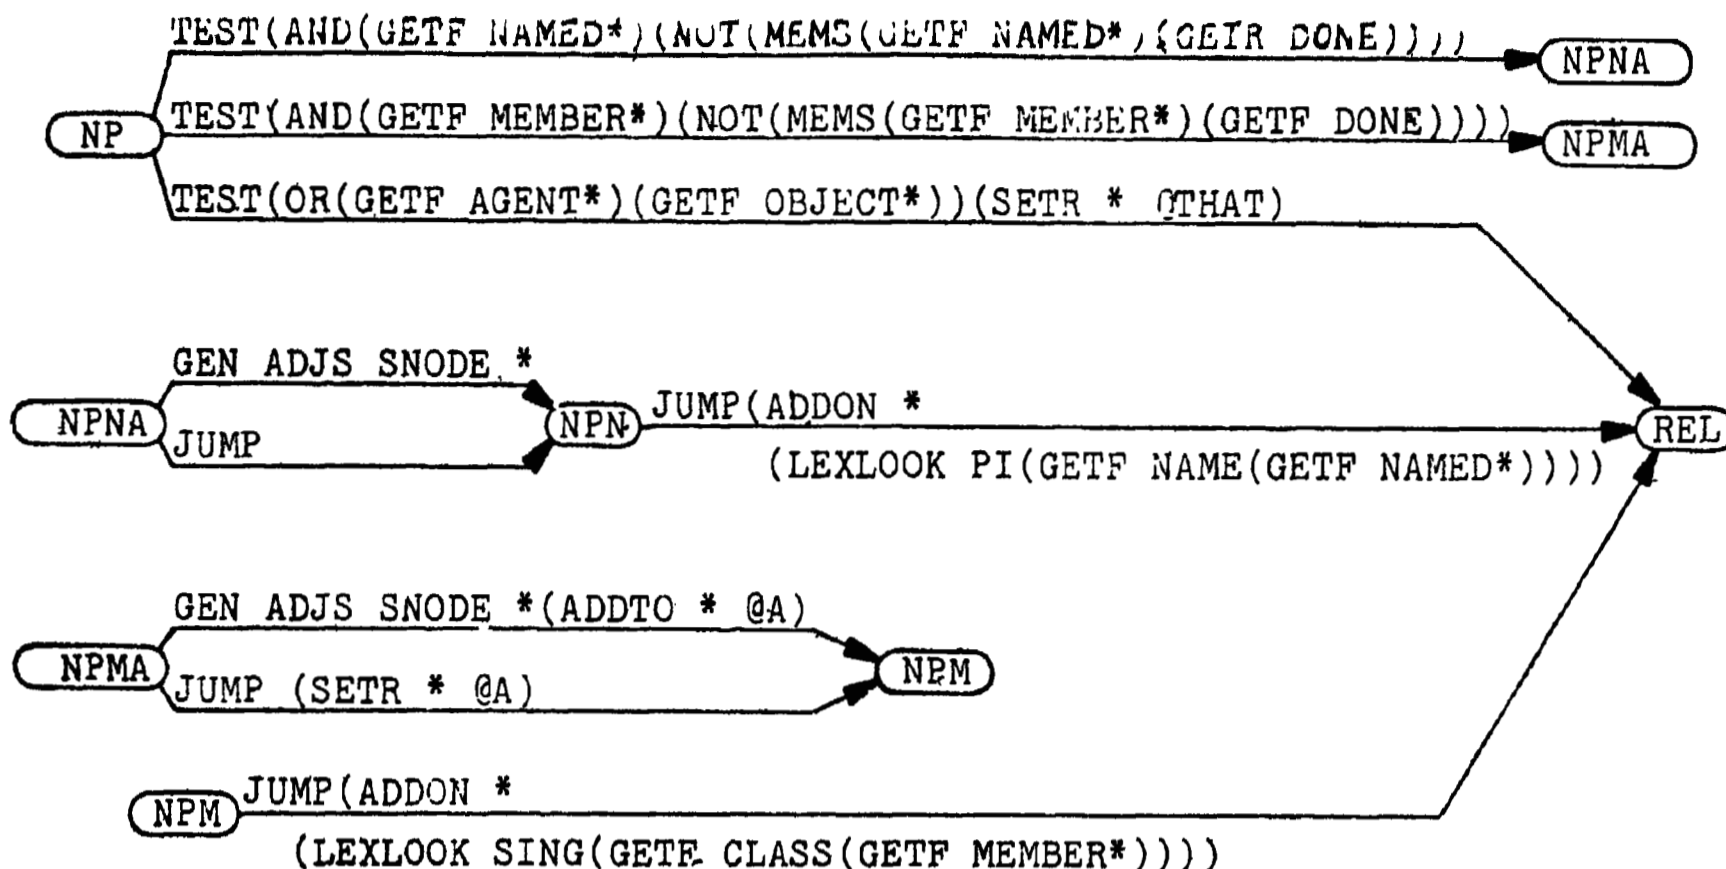 TEST(AND(GETF NAMED*)(NOT(MEMS(GETF NAMED*)(GETR DONE))))
NPNA
NP
TEST(AND(GETF MEMBER*)(NOT(MEMS(GETF MEMBER*)(GETF DONE))))
NPMA
TEST(OR(GETF AGENT*)(GETF OBJECT*))(SETR * @THAT)
GEN ADJS SNODE *
NPNA
JUMP
NPN
JUMP(ADDON *
REL
(LEXLOOK PI(GETF NAME(GETF NAMED*))))
GEN ADJS SNODE *(ADDTO * @A)
NPMA
JUMP (SETR * @A)
NPM
JUMP(ADDON *
NPM
(LEXLOOK SING(GETF CLASS(GETF MEMBER*))))